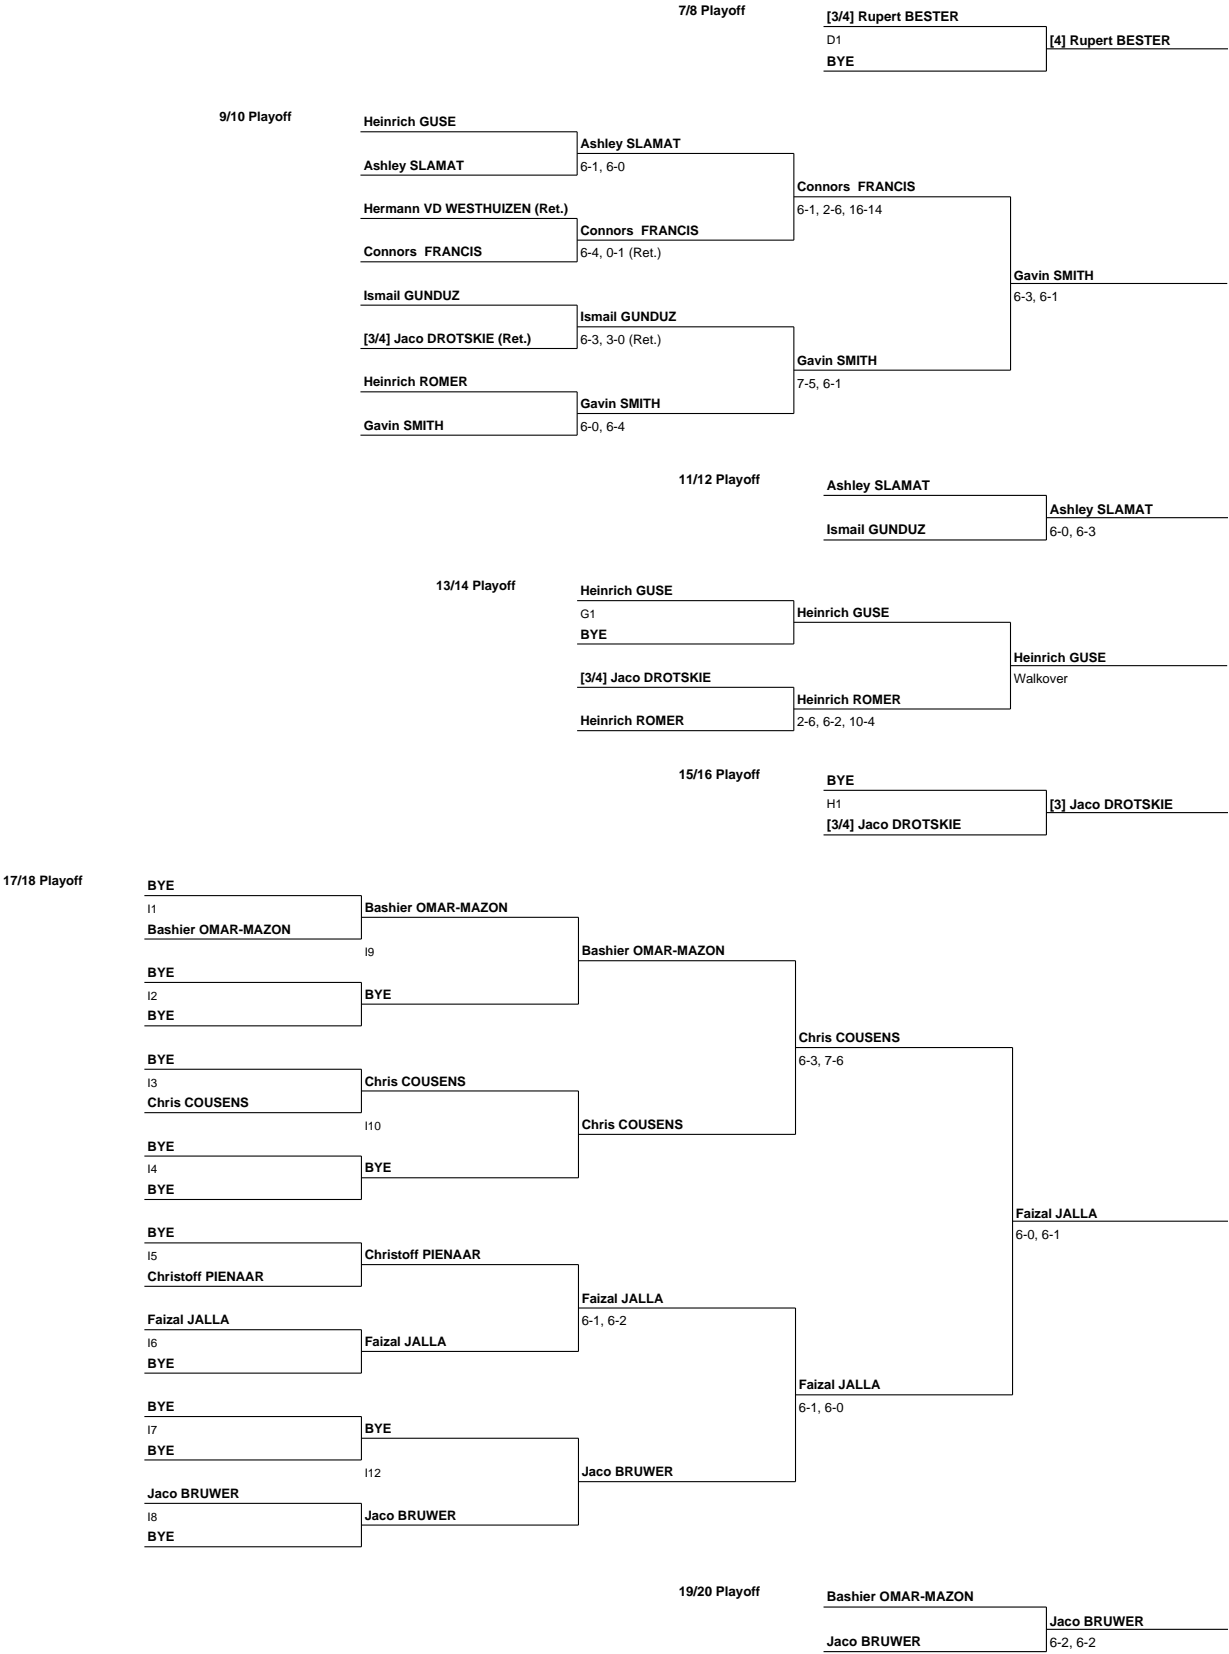 7/8 Playoff
[3/4] Rupert BESTER
D1
[4] Rupert BESTER
BYE
9/10 Playoff
Heinrich GUSE
Ashley SLAMAT
Ashley SLAMAT
6-1, 6-0
Connors FRANCIS
Hermann VD WESTHUIZEN (Ret.)
6-1, 2-6, 16-14
Connors FRANCIS
Connors FRANCIS
6-4, 0-1 (Ret.)
Gavin SMITH
Ismail GUNDUZ
6-3, 6-1
Ismail GUNDUZ
[3/4] Jaco DROTSKIE (Ret.)
6-3, 3-0 (Ret.)
Gavin SMITH
Heinrich ROMER
7-5, 6-1
Gavin SMITH
Gavin SMITH
6-0, 6-4
11/12 Playoff
Ashley SLAMAT
Ashley SLAMAT
Ismail GUNDUZ
6-0, 6-3
13/14 Playoff
Heinrich GUSE
G1
Heinrich GUSE
BYE
Heinrich GUSE
[3/4] Jaco DROTSKIE
Walkover
Heinrich ROMER
Heinrich ROMER
2-6, 6-2, 10-4
15/16 Playoff
BYE
H1
[3] Jaco DROTSKIE
[3/4] Jaco DROTSKIE
17/18 Playoff
BYE
I1
Bashier OMAR-MAZON
Bashier OMAR-MAZON
I9
Bashier OMAR-MAZON
BYE
I2
BYE
BYE
Chris COUSENS
BYE
6-3, 7-6
I3
Chris COUSENS
Chris COUSENS
I10
Chris COUSENS
BYE
I4
BYE
BYE
Faizal JALLA
BYE
6-0, 6-1
I5
Christoff PIENAAR
Christoff PIENAAR
Faizal JALLA
Faizal JALLA
6-1, 6-2
I6
Faizal JALLA
BYE
Faizal JALLA
BYE
6-1, 6-0
I7
BYE
BYE
I12
Jaco BRUWER
Jaco BRUWER
I8
Jaco BRUWER
BYE
19/20 Playoff
Bashier OMAR-MAZON
Jaco BRUWER
Jaco BRUWER
6-2, 6-2